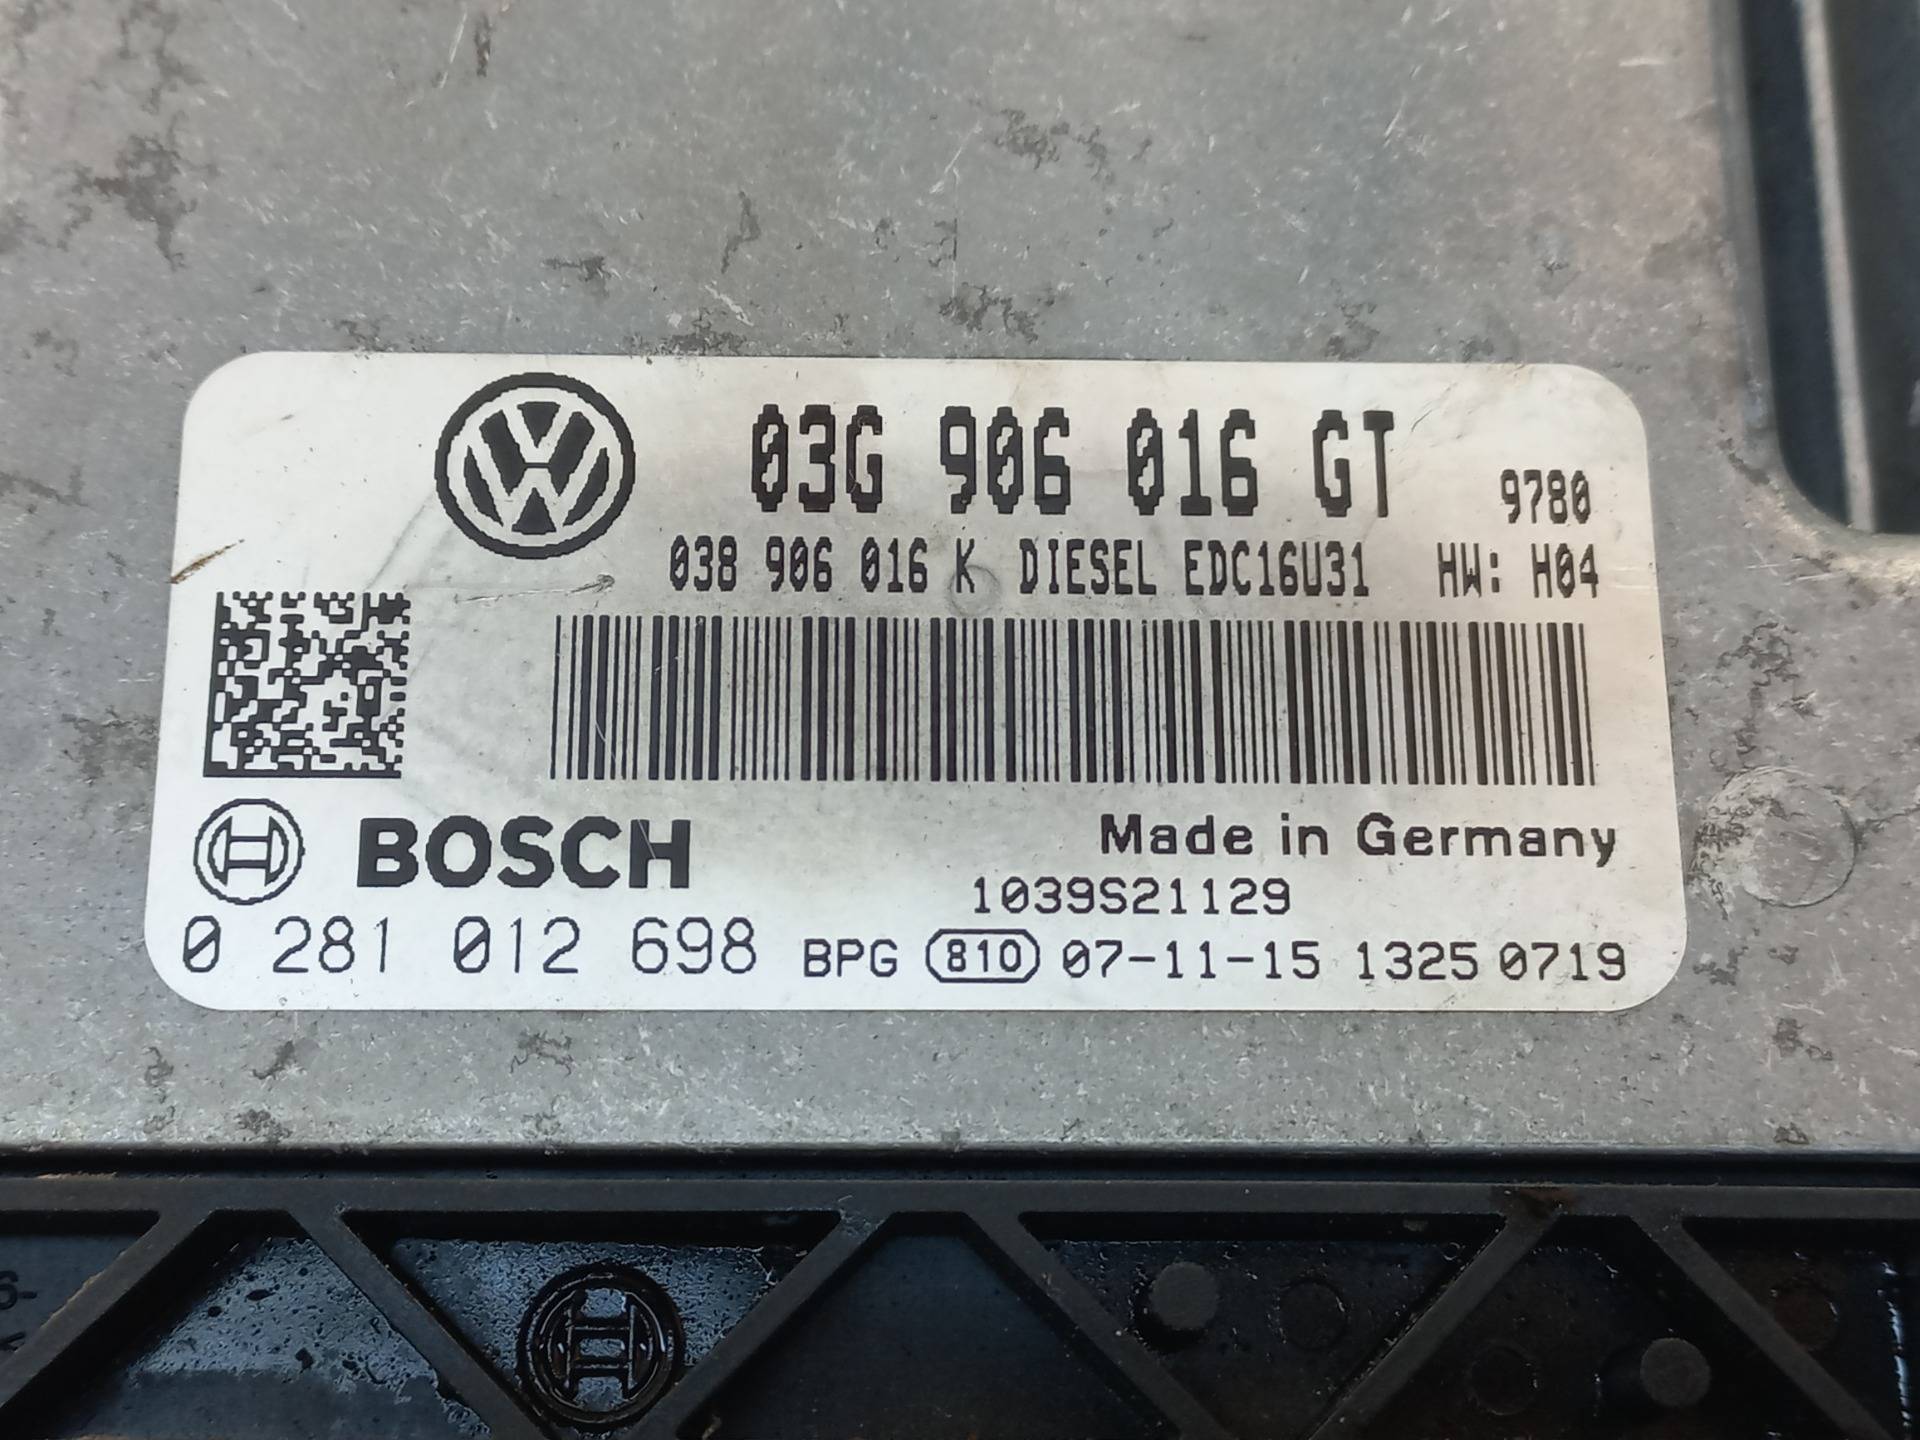 03G 906 016 GT 9780
038 906 016 K DIESEL EDC16U31 HW: H04
BOSCH
Made in Germany
1039S21129
0 281 012 698 BPG 810 07-11-15 1325 0719